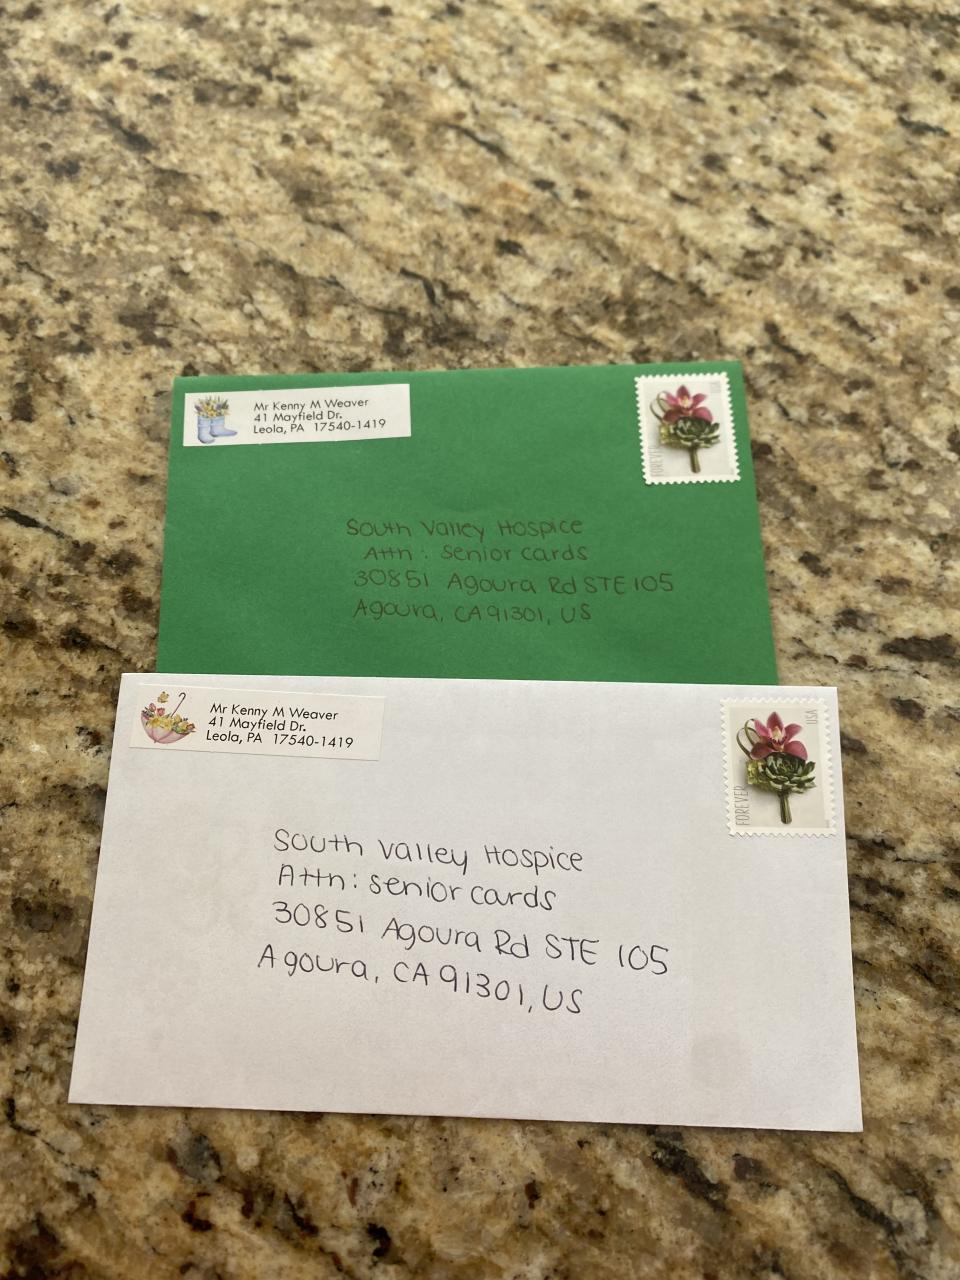 Mr Kenny M Weaver
41 Mayfield Dr.
Leola, PA 17540-1419
USA
FOREVER
South Valley Hospice
Attn: Senior Cards
30851 Agoura Rd STE 105
Agoura, CA 91301, US
Mr Kenny M Weaver
41 Mayfield Dr.
Leola, PA 17540-1419
USA
FOREVER
South Valley Hospice
Attn: Senior Cards
30851 Agoura Rd STE 105
Agoura, CA 91301, US